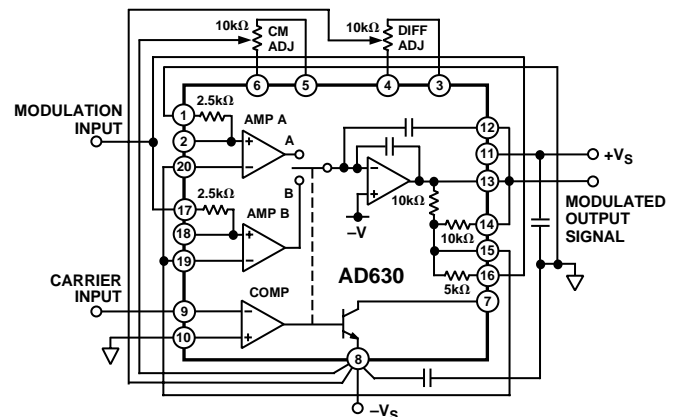 10kΩ
CM
ADJ
10kΩ
DIFF
ADJ
6
5
4
3
MODULATION
INPUT
1
2.5kΩ
AMP A
2
+
A
12
20
–
–
11
+VS
B
+
13
17
2.5kΩ
10kΩ
MODULATED
OUTPUT
SIGNAL
AMP B
–V
14
18
+
10kΩ
15
19
–
AD630
16
5kΩ
CARRIER
INPUT
COMP
7
9
–
10
+
8
–VS